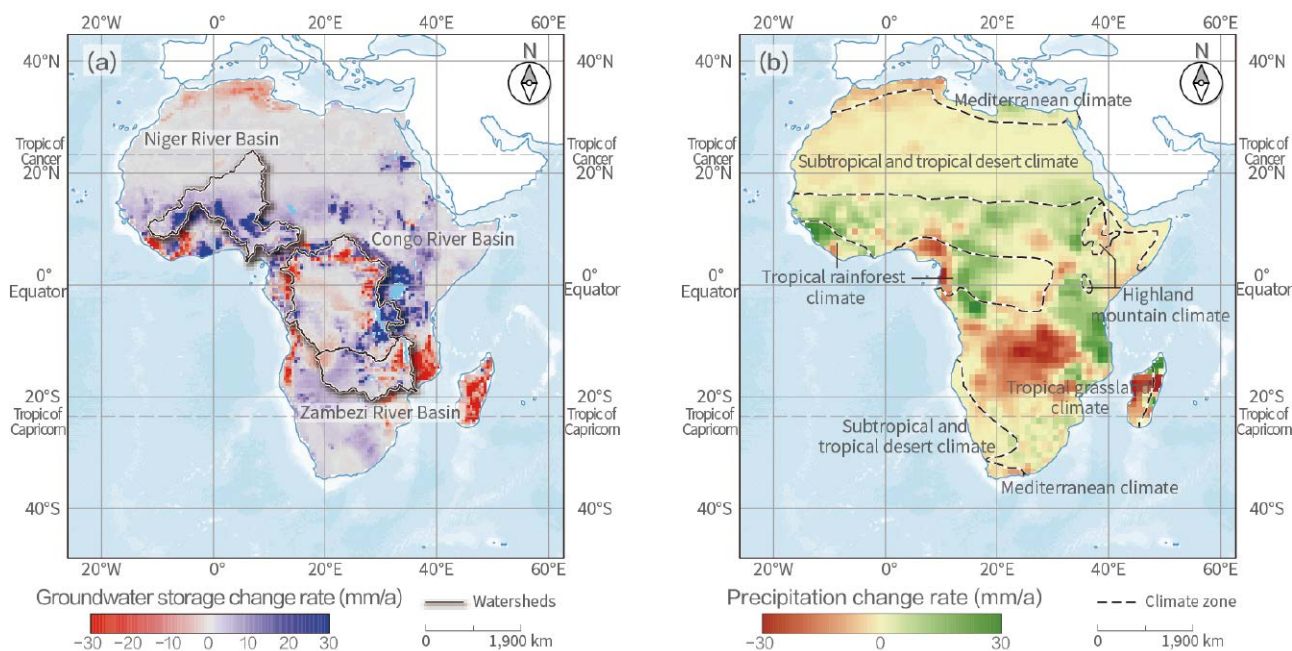 20°W 0° 20°E 40°E 60°E
20°W 0° 20°E 40°E 60°E
(a)
N
(b)
N
40°N
40°N
40°N
40°N
Mediterranean climate
Niger River Basin
Tropic of
Cancer
Tropic of
Cancer
Subtropical and tropical desert climate
Tropic of
Cancer
Tropic of
Cancer
20°N
20°N
20°N
20°N
Congo River Basin
0°
Equator
0°
Equator
0°
Equator
0°
Equator
Tropical rainforest
climate
Highland
mountain climate
20°S
20°S
20°S
20°S
Zambezi River Basin
Tropical grassland
climate
Tropic of
Capricorn
Tropic of
Capricorn
Tropic of
Capricorn
Tropic of
Capricorn
Subtropical and
tropical desert climate
Mediterranean climate
40°S
40°S
40°S
40°S
20°W 0° 20°E 40°E 60°E
20°W 0° 20°E 40°E 60°E
Groundwater storage change rate (mm/a)
−30 −20 −10 0 10 20 30
Watersheds
0 1,900 km
Precipitation change rate (mm/a)
−30 0 30
Climate zone
0 1,900 km